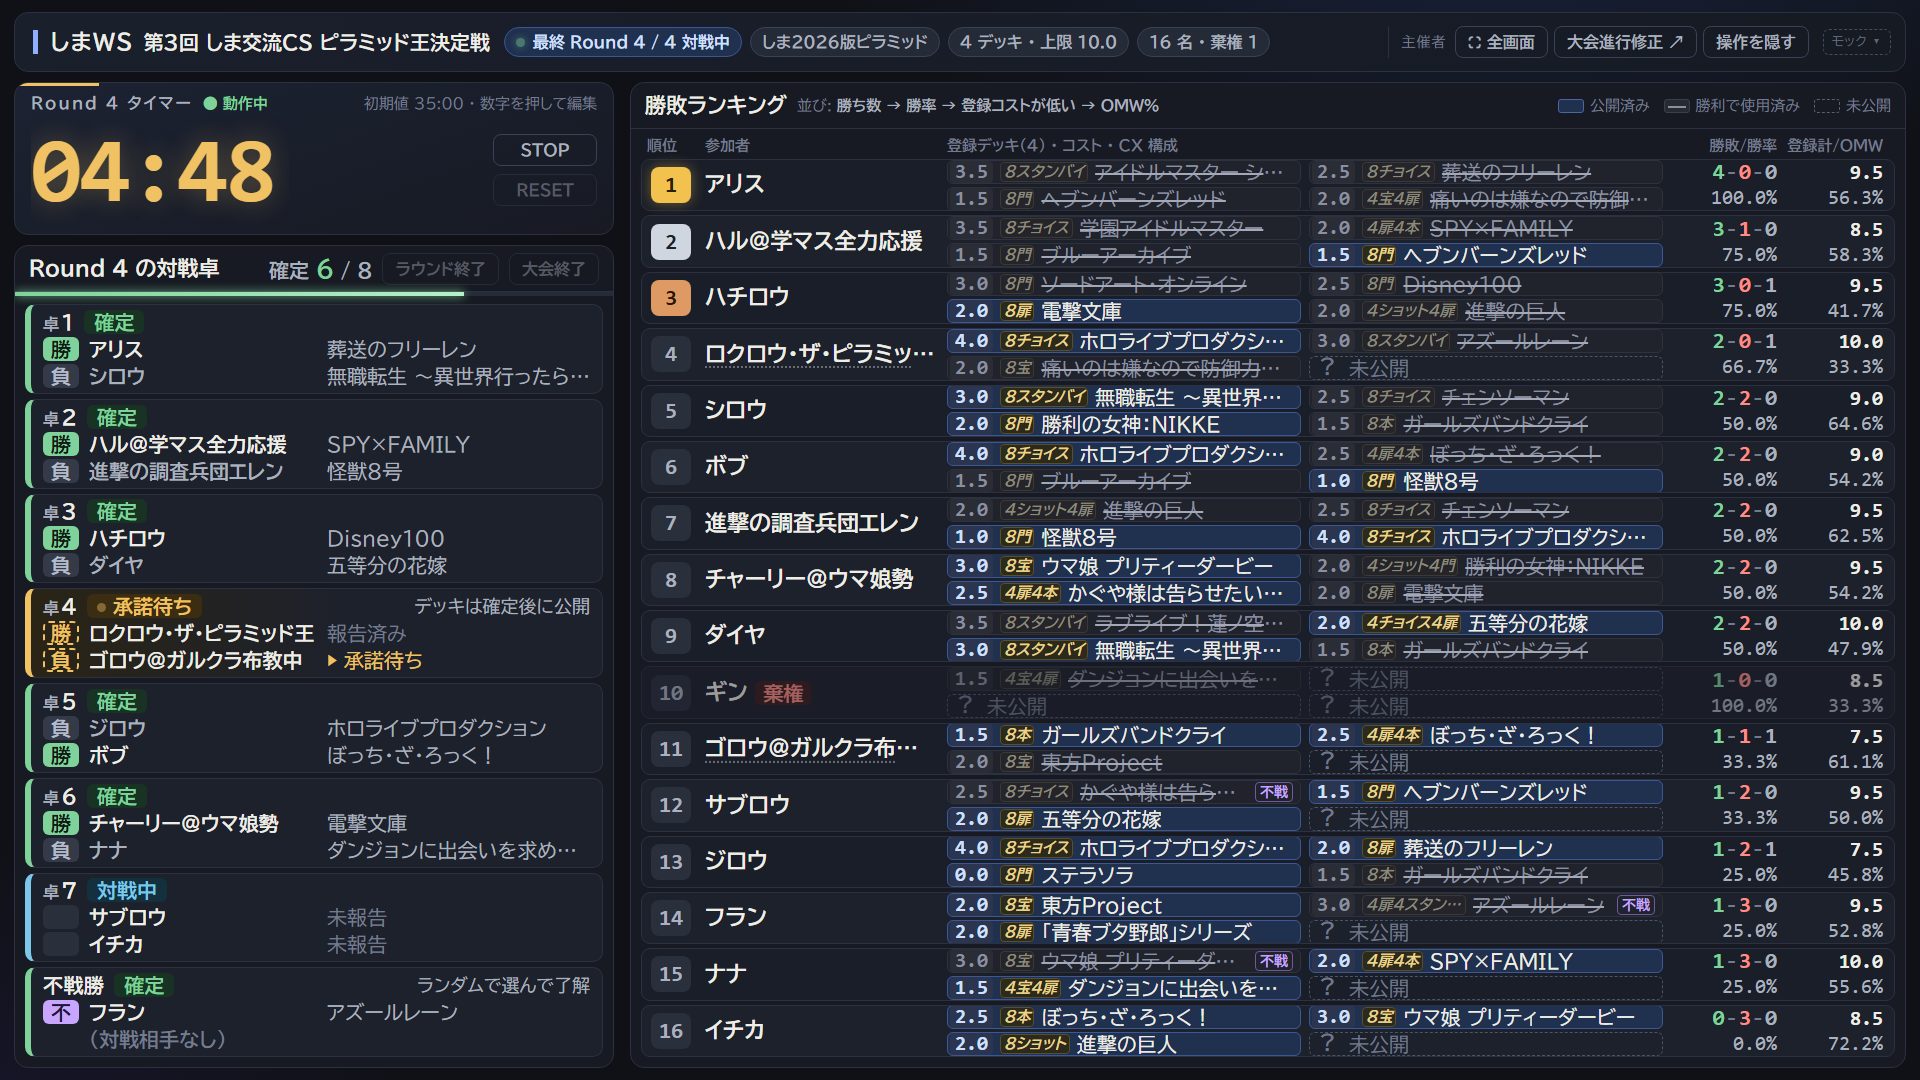 しまWS 第3回 しま交流CS ピラミッド王決定戦 最終 Round 4 / 4 対戦中 しま2026版ピラミッド 4 デッキ・上限 10.0 16 名・棄権 1 主催者 全画面 大会進行修正 ↗ 操作を隠す モック ▾
Round 4 タイマー 動作中 初期値 35:00・数字を押して編集
04:48
STOP
RESET
Round 4 の対戦卓 確定 6 / 8 ラウンド終了 大会終了
卓1 確定
勝 アリス 葬送のフリーレン
負 シロウ 無職転生 ～異世界行ったら…
卓2 確定
勝 ハル@学マス全力応援 SPY×FAMILY
負 進撃の調査兵団エレン 怪獣8号
卓3 確定
勝 ハチロウ Disney100
負 ダイヤ 五等分の花嫁
卓4 承諾待ち デッキは確定後に公開
勝 ロクロウ・ザ・ピラミッド王 報告済み
負 ゴロウ@ガルクラ布教中 ▸ 承諾待ち
卓5 確定
負 ジロウ ホロライブプロダクション
勝 ボブ ぼっち・ざ・ろっく！
卓6 確定
勝 チャーリー@ウマ娘勢 電撃文庫
負 ナナ ダンジョンに出会いを求め…
卓7 対戦中
サブロウ 未報告
イチカ 未報告
不戦勝 確定 ランダムで選んで了解
不 フラン アズールレーン
（対戦相手なし）
勝敗ランキング 並び: 勝ち数 → 勝率 → 登録コストが低い → OMW% 公開済み 勝利で使用済み 未公開
順位 参加者 登録デッキ(4)・コスト・CX 構成 勝敗/勝率 登録計/OMW
1 アリス 3.5 8スタンバイ アイドルマスター シ… 2.5 8チョイス 葬送のフリーレン 4-0-0 9.5
1.5 8門 ヘブンバーンズレッド 2.0 4宝4扉 痛いのは嫌なので防御… 100.0% 56.3%
2 ハル@学マス全力応援 3.5 8チョイス 学園アイドルマスター 2.0 4扉4本 SPY×FAMILY 3-1-0 8.5
1.5 8門 ブルーアーカイブ 1.5 8門 ヘブンバーンズレッド 75.0% 58.3%
3 ハチロウ 3.0 8門 ソードアート・オンライン 2.5 8門 Disney100 3-0-1 9.5
2.0 8扉 電撃文庫 2.0 4ショット4扉 進撃の巨人 75.0% 41.7%
4 ロクロウ・ザ・ピラミッ… 4.0 8チョイス ホロライブプロダクシ… 3.0 8スタンバイ アズールレーン 2-0-1 10.0
2.0 8宝 痛いのは嫌なので防御力… ? 未公開 66.7% 33.3%
5 シロウ 3.0 8スタンバイ 無職転生 ～異世界… 2.5 8チョイス チェンソーマン 2-2-0 9.0
2.0 8門 勝利の女神：NIKKE 1.5 8本 ガールズバンドクライ 50.0% 64.6%
6 ボブ 4.0 8チョイス ホロライブプロダクシ… 2.5 4扉4本 ぼっち・ざ・ろっく！ 2-2-0 9.0
1.5 8門 ブルーアーカイブ 1.0 8門 怪獣8号 50.0% 54.2%
7 進撃の調査兵団エレン 2.0 4ショット4扉 進撃の巨人 2.5 8チョイス チェンソーマン 2-2-0 9.5
1.0 8門 怪獣8号 4.0 8チョイス ホロライブプロダクシ… 50.0% 62.5%
8 チャーリー@ウマ娘勢 3.0 8宝 ウマ娘 プリティーダービー 2.0 4ショット4門 勝利の女神：NIKKE 2-2-0 9.5
2.5 4扉4本 かぐや様は告らせたい… 2.0 8扉 電撃文庫 50.0% 54.2%
9 ダイヤ 3.5 8スタンバイ ラブライブ！蓮ノ空… 2.0 4チョイス4扉 五等分の花嫁 2-2-0 10.0
3.0 8スタンバイ 無職転生 ～異世界… 1.5 8本 ガールズバンドクライ 50.0% 47.9%
10 ギン 棄権 1.5 4宝4扉 ダンジョンに出会いを… ? 未公開 1-0-0 8.5
? 未公開 ? 未公開 100.0% 33.3%
11 ゴロウ@ガルクラ布… 1.5 8本 ガールズバンドクライ 2.5 4扉4本 ぼっち・ざ・ろっく！ 1-1-1 7.5
2.0 8宝 東方Project ? 未公開 33.3% 61.1%
12 サブロウ 2.5 8チョイス かぐや様は告ら… 不戦 1.5 8門 ヘブンバーンズレッド 1-2-0 9.5
2.0 8扉 五等分の花嫁 ? 未公開 33.3% 50.0%
13 ジロウ 4.0 8チョイス ホロライブプロダクシ… 2.0 8扉 葬送のフリーレン 1-2-1 7.5
0.0 8門 ステラソラ 1.5 8本 ガールズバンドクライ 25.0% 45.8%
14 フラン 2.0 8宝 東方Project 3.0 4扉4スタン… アズールレーン 不戦 1-3-0 9.5
2.0 8扉 「青春ブタ野郎」シリーズ ? 未公開 25.0% 52.8%
15 ナナ 3.0 8宝 ウマ娘 プリティーダ… 不戦 2.0 4扉4本 SPY×FAMILY 1-3-0 10.0
1.5 4宝4扉 ダンジョンに出会いを… ? 未公開 25.0% 55.6%
16 イチカ 2.5 8本 ぼっち・ざ・ろっく！ 3.0 8宝 ウマ娘 プリティーダービー 0-3-0 8.5
2.0 8ショット 進撃の巨人 ? 未公開 0.0% 72.2%